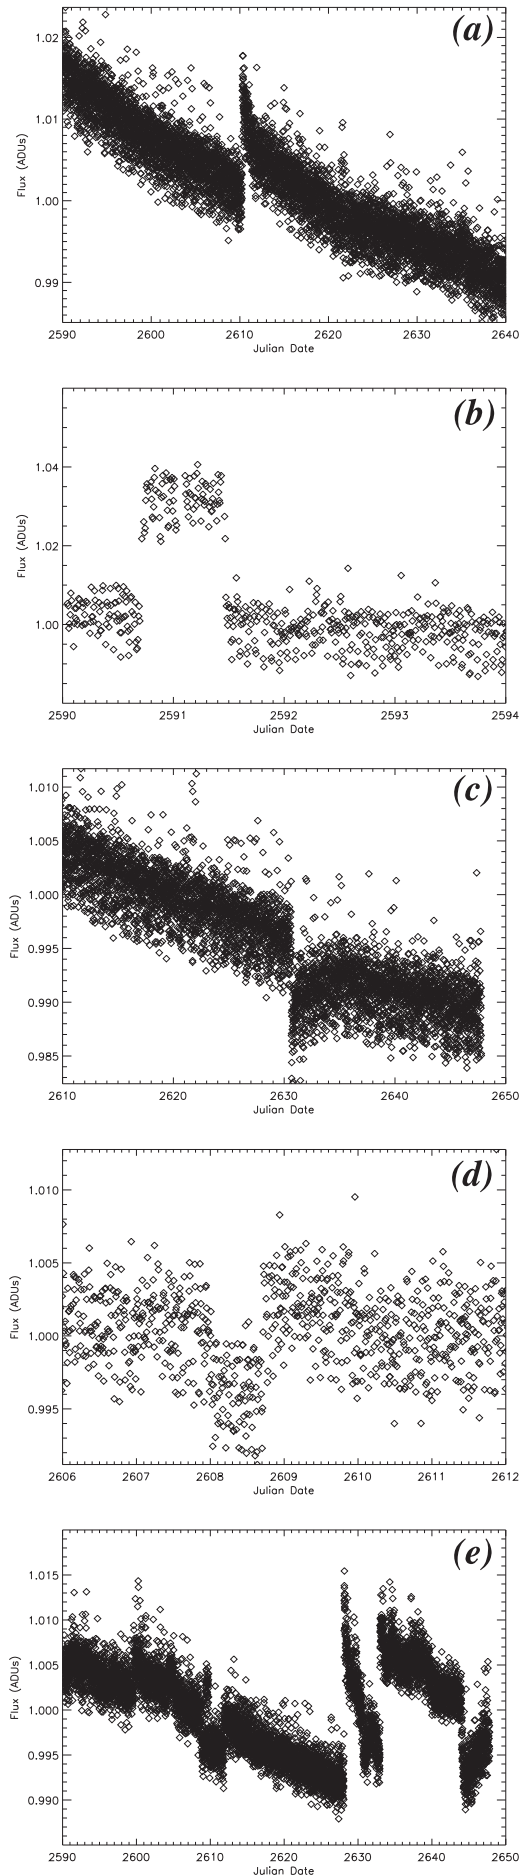 (a)
1.02
1.01
1.00
0.99
Flux (ADUs)
2590 2600 2610 2620 2630 2640
Julian Date
(b)
1.04
1.02
1.00
Flux (ADUs)
2590 2591 2592 2593 2594
Julian Date
(c)
1.010
1.005
1.000
0.995
0.990
0.985
Flux (ADUs)
2610 2620 2630 2640 2650
Julian Date
(d)
1.010
1.005
1.000
0.995
Flux (ADUs)
2606 2607 2608 2609 2610 2611 2612
Julian Date
(e)
1.015
1.010
1.005
1.000
0.995
0.990
Flux (ADUs)
2590 2600 2610 2620 2630 2640 2650
Julian Date